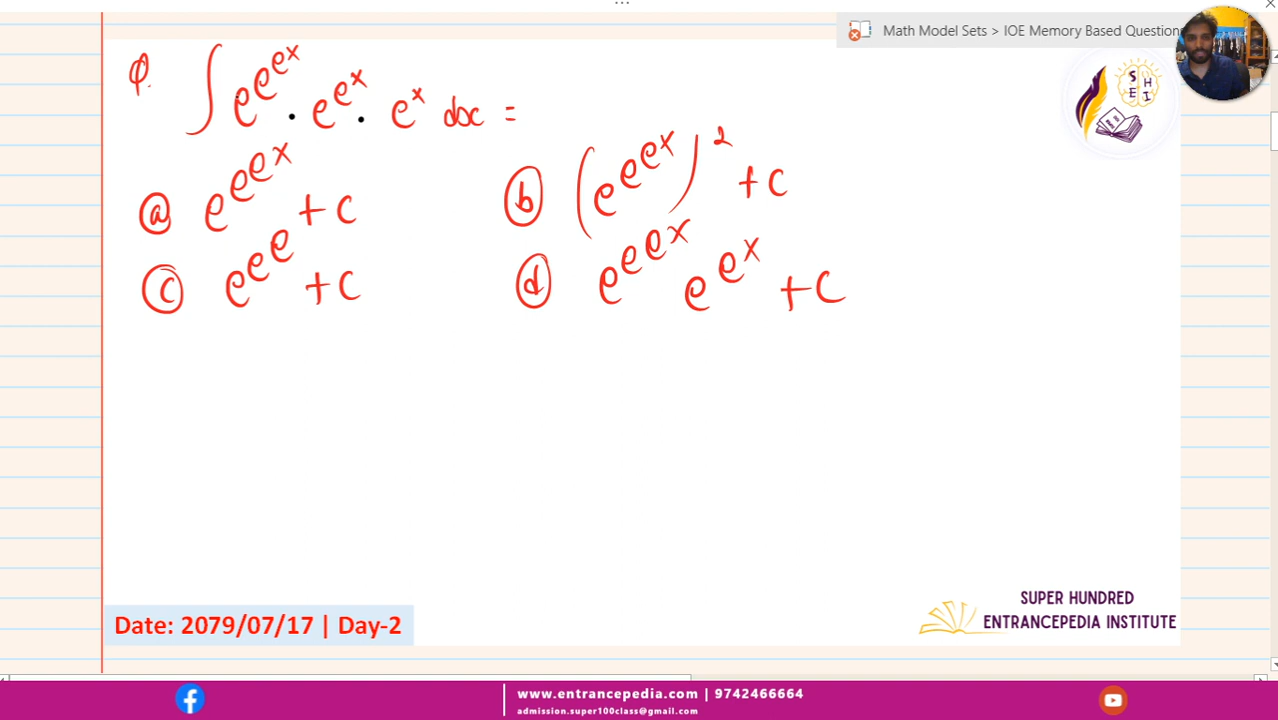 Math Model Sets > IOE Memory Based Question
Q. ∫ e^{e^{e^x}} . e^{e^x} . e^x dx =
(a) e^{e^{e^x}} + c
(b) (e^{e^{e^x}})^2 + c
(c) e^{e^e} + c
(d) e^{e^{e^x}} e^{e^x} + c
S
E
H
I
SUPER HUNDRED
ENTRANCEPEDIA INSTITUTE
Date: 2079/07/17 | Day-2
www.entrancepedia.com | 9742466664
admission.super100class@gmail.com